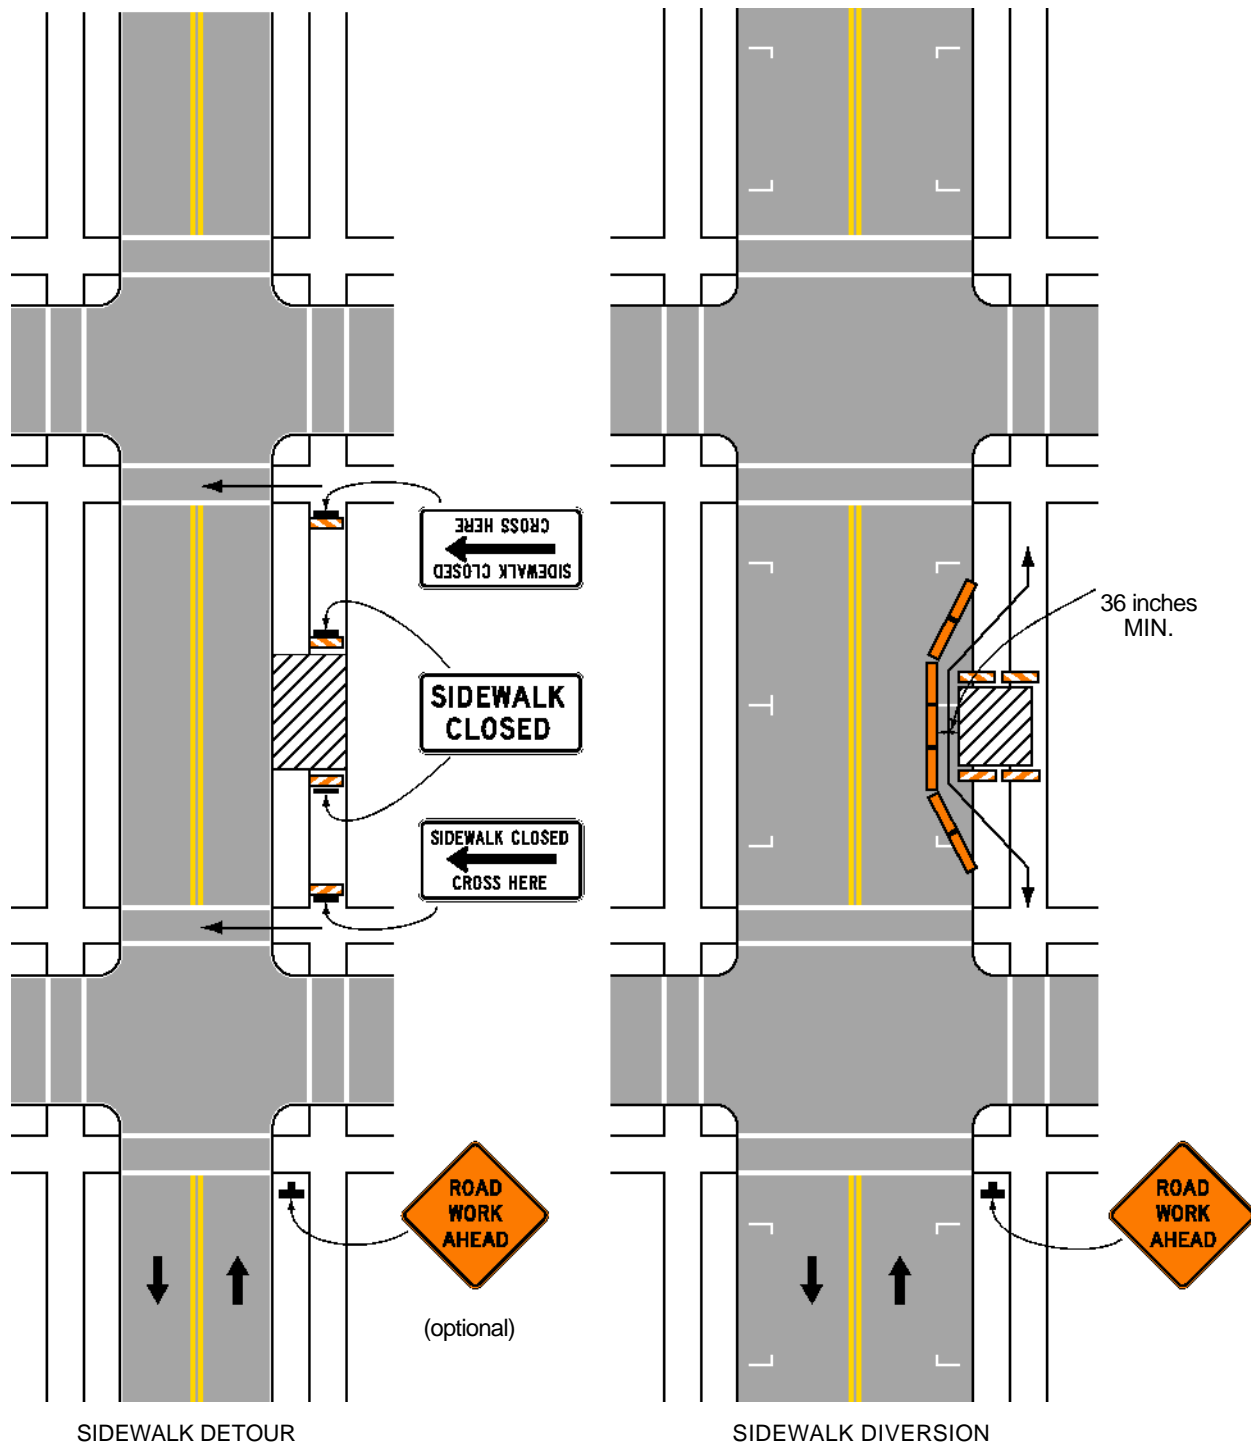 CROSS HERE
SIDEWALK CLOSED
36 inches
MIN.
SIDEWALK
CLOSED
SIDEWALK CLOSED
CROSS HERE
ROAD
WORK
AHEAD
(optional)
ROAD
WORK
AHEAD
SIDEWALK DETOUR
SIDEWALK DIVERSION